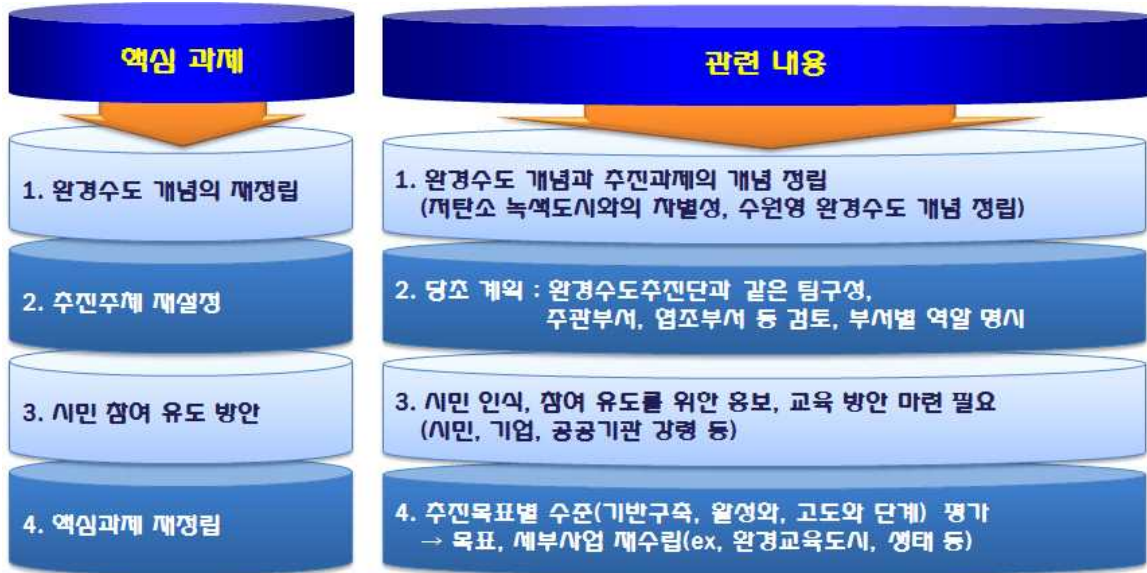 핵심 과제
관련 내용
1. 환경수도 개념의 재정립
1. 환경수도 개념과 추진과제의 개념 정립
(저탄소 녹색도시와의 차별성, 수원형 환경수도 개념 정립)
2. 추진주체 재설정
2. 당초 계획 : 환경수도추진단과 같은 팀구성,
주관부서, 협조부서 등 검토, 부서별 역할 명시
3. 시민 참여 유도 방안
3. 시민 인식, 참여 유도를 위한 홍보, 교육 방안 마련 필요
(시민, 기업, 공공기관 강령 등)
4. 핵심과제 재정립
4. 추진목표별 수준(기반구축, 활성화, 고도화 단계) 평가
→ 목표, 세부사업 재수립(ex, 환경교육도시, 생태 등)